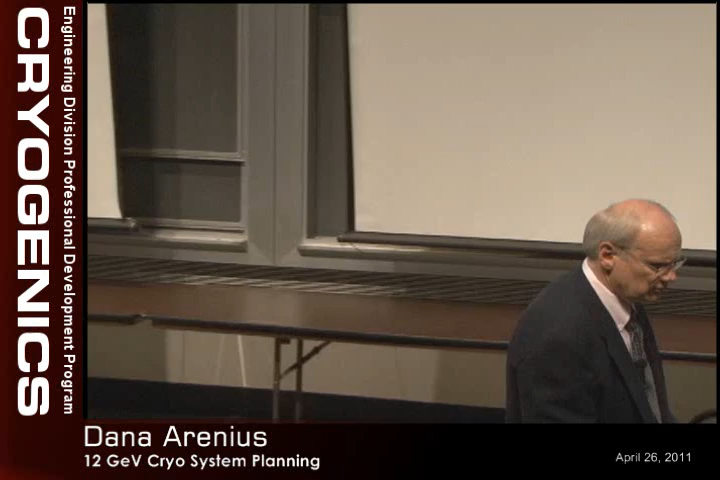 CRYOGENICS
Engineering Division Professional Development Program
Dana Arenius
12 GeV Cryo System Planning
April 26, 2011